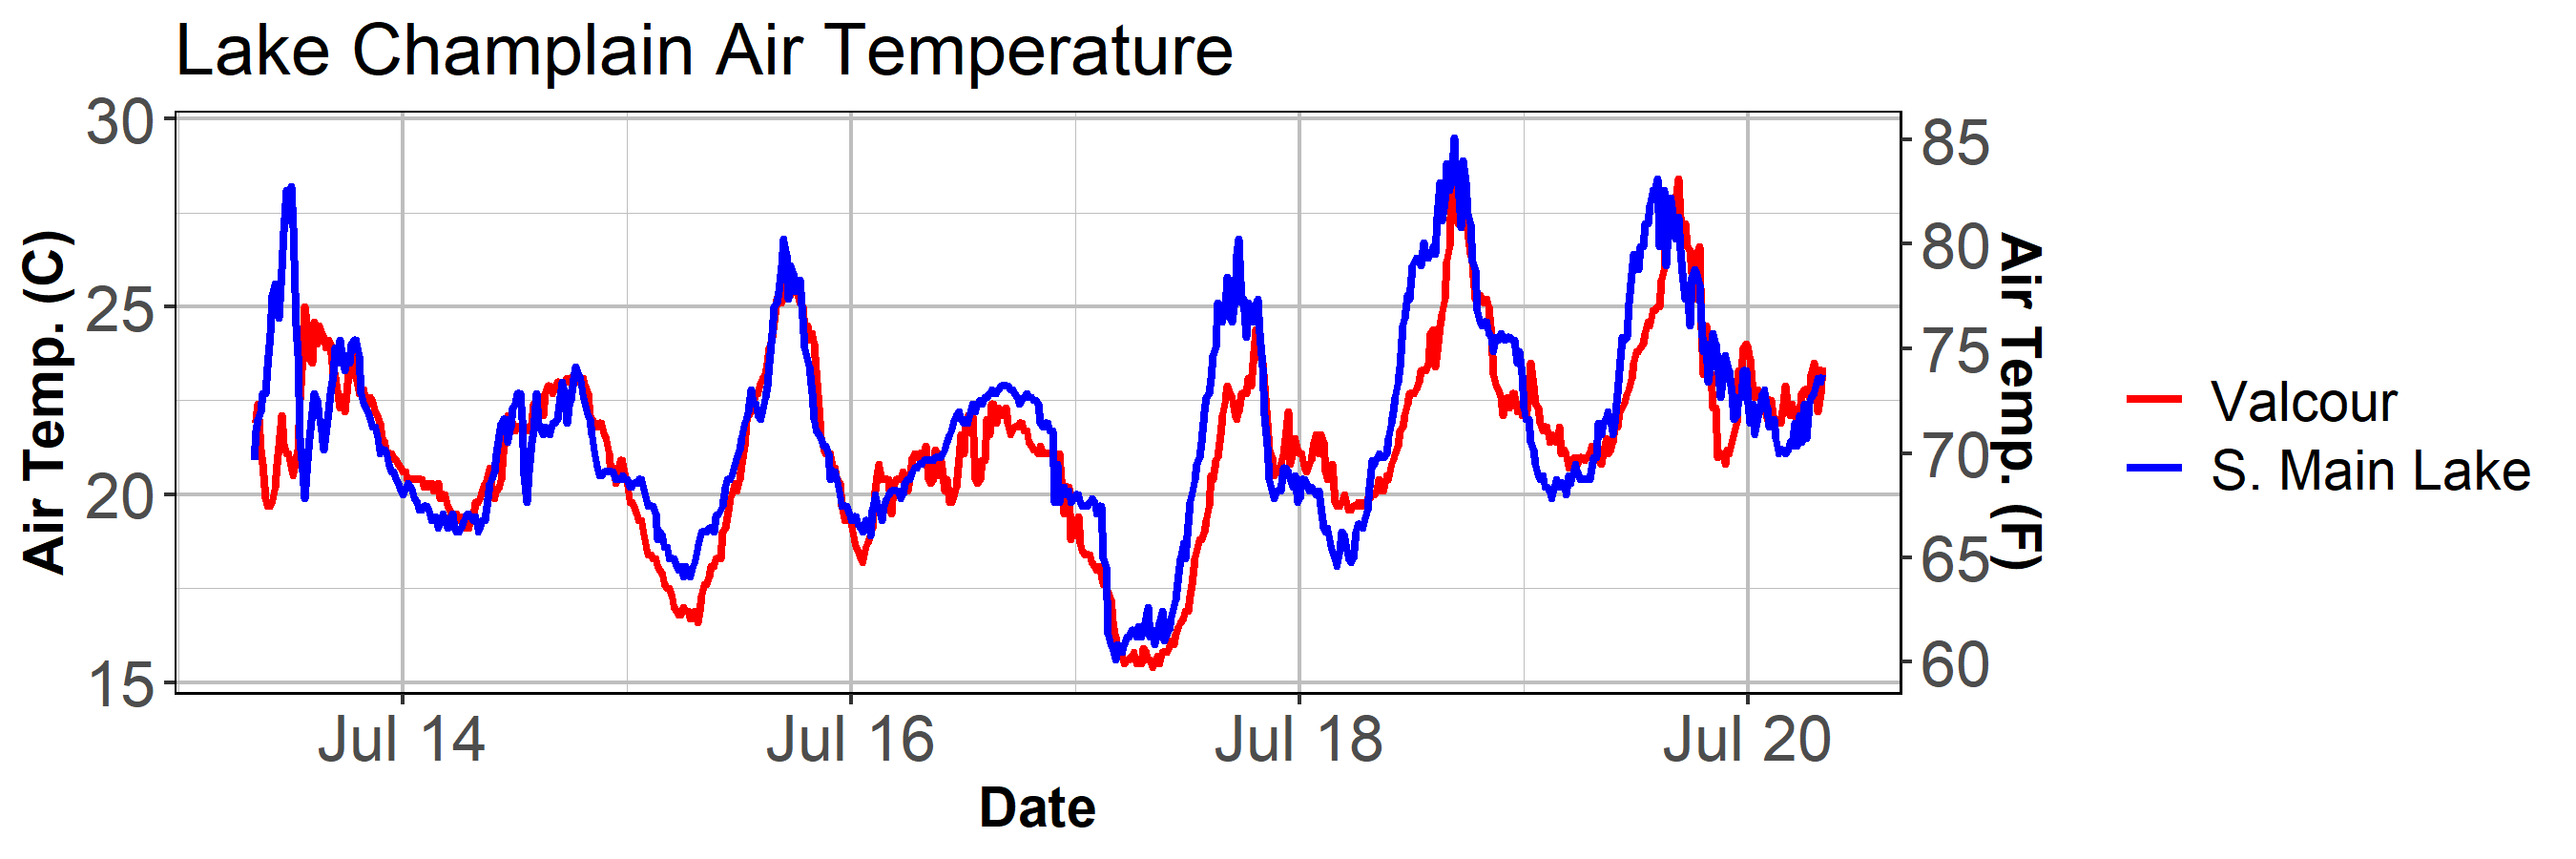 Lake Champlain Air Temperature
30
25
20
15
Air Temp. (C)
85
80
75
70
65
60
Air Temp. (F)
Jul 14
Jul 16
Jul 18
Jul 20
Date
Valcour
S. Main Lake